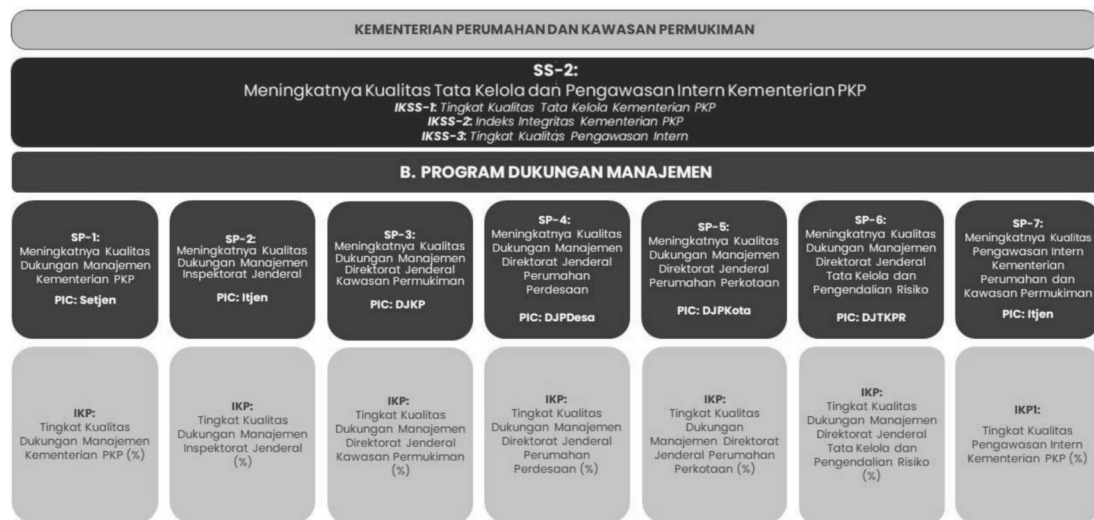 KEMENTERIAN PERUMAHAN DAN KAWASAN PERMUKIMAN
SS-2:
Meningkatnya Kualitas Tata Kelola dan Pengawasan Intern Kementerian PKP
IKSS-1: Tingkat Kualitas Tata Kelola Kementerian PKP
IKSS-2: Indeks Integritas Kementerian PKP
IKSS-3: Tingkat Kualitas Pengawasan Intern
B. PROGRAM DUKUNGAN MANAJEMEN
SP-1:
Meningkatnya Kualitas
Dukungan Manajemen
Kementerian PKP
PIC: Setjen
SP-2:
Meningkatnya Kualitas
Dukungan Manajemen
Inspektorat Jenderal
PIC: Itjen
SP-3:
Meningkatnya Kualitas
Dukungan Manajemen
Direktorat Jenderal
Kawasan Permukiman
PIC: DJKP
SP-4:
Meningkatnya Kualitas
Dukungan Manajemen
Direktorat Jenderal
Perumahan
Perdesaan
PIC: DJPDesa
SP-5:
Meningkatnya Kualitas
Dukungan Manajemen
Direktorat Jenderal
Perumahan Perkotaan
PIC: DJPKota
SP-6:
Meningkatnya Kualitas
Dukungan Manajemen
Direktorat Jenderal
Tata Kelola dan
Pengendalian Risiko
PIC: DJTKPR
SP-7:
Meningkatnya Kualitas
Pengawasan Intern
Kementerian
Perumahan dan
Kawasan Permukiman
PIC: Itjen
IKP:
Tingkat Kualitas
Dukungan Manajemen
Kementerian PKP (%)
IKP:
Tingkat Kualitas
Dukungan Manajemen
Inspektorat Jenderal
(%)
IKP:
Tingkat Kualitas
Dukungan Manajemen
Direktorat Jenderal
Kawasan Permukiman
(%)
IKP:
Tingkat Kualitas
Dukungan Manajemen
Direktorat Jenderal
Perumahan
Perdesaan (%)
IKP:
Tingkat Kualitas
Dukungan
Manajemen Direktorat
Jenderal Perumahan
Perkotaan (%)
IKP:
Tingkat Kualitas
Dukungan Manajemen
Direktorat Jenderal
Tata Kelola dan
Pengendalian Risiko
(%)
IKP1:
Tingkat Kualitas
Pengawasan Intern
Kementerian PKP (%)